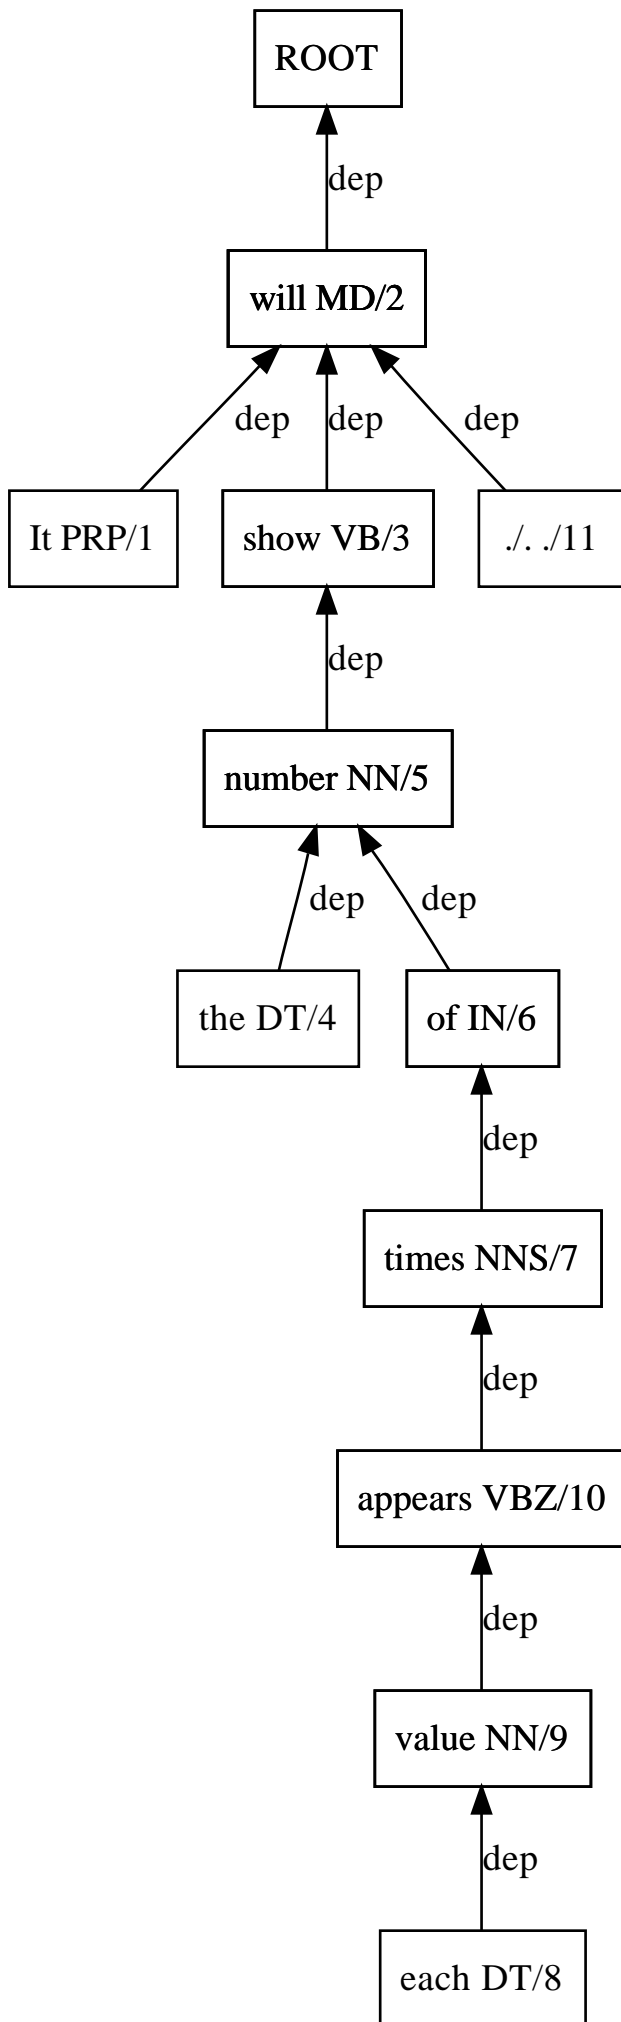 ROOT
dep
will MD/2
dep dep dep
It PRP/1 show VB/3 ./. ./11
dep
number NN/5
dep dep
the DT/4 of IN/6
dep
times NNS/7
dep
appears VBZ/10
dep
value NN/9
dep
each DT/8